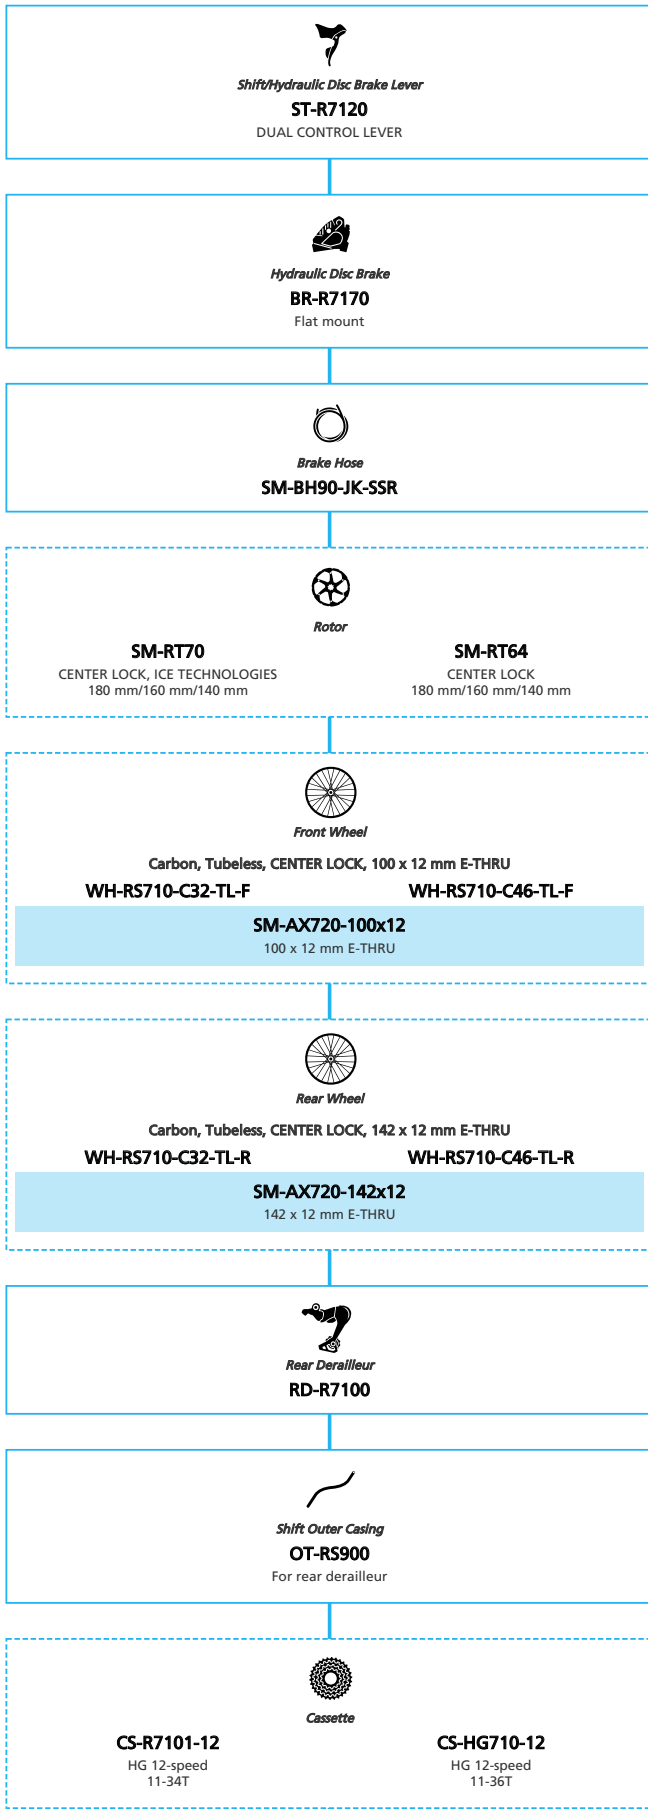 Shift/Hydraulic Disc Brake Lever
ST-R7120
DUAL CONTROL LEVER
Hydraulic Disc Brake
BR-R7170
Flat mount
Brake Hose
SM-BH90-JK-SSR
Rotor
SM-RT70
CENTER LOCK, ICE TECHNOLOGIES
180 mm/160 mm/140 mm
SM-RT64
CENTER LOCK
180 mm/160 mm/140 mm
Front Wheel
Carbon, Tubeless, CENTER LOCK, 100 x 12 mm E-THRU
WH-RS710-C32-TL-F
WH-RS710-C46-TL-F
SM-AX720-100x12
100 x 12 mm E-THRU
Rear Wheel
Carbon, Tubeless, CENTER LOCK, 142 x 12 mm E-THRU
WH-RS710-C32-TL-R
WH-RS710-C46-TL-R
SM-AX720-142x12
142 x 12 mm E-THRU
Rear Derailleur
RD-R7100
Shift Outer Casing
OT-RS900
For rear derailleur
Cassette
CS-R7101-12
HG 12-speed
11-34T
CS-HG710-12
HG 12-speed
11-36T